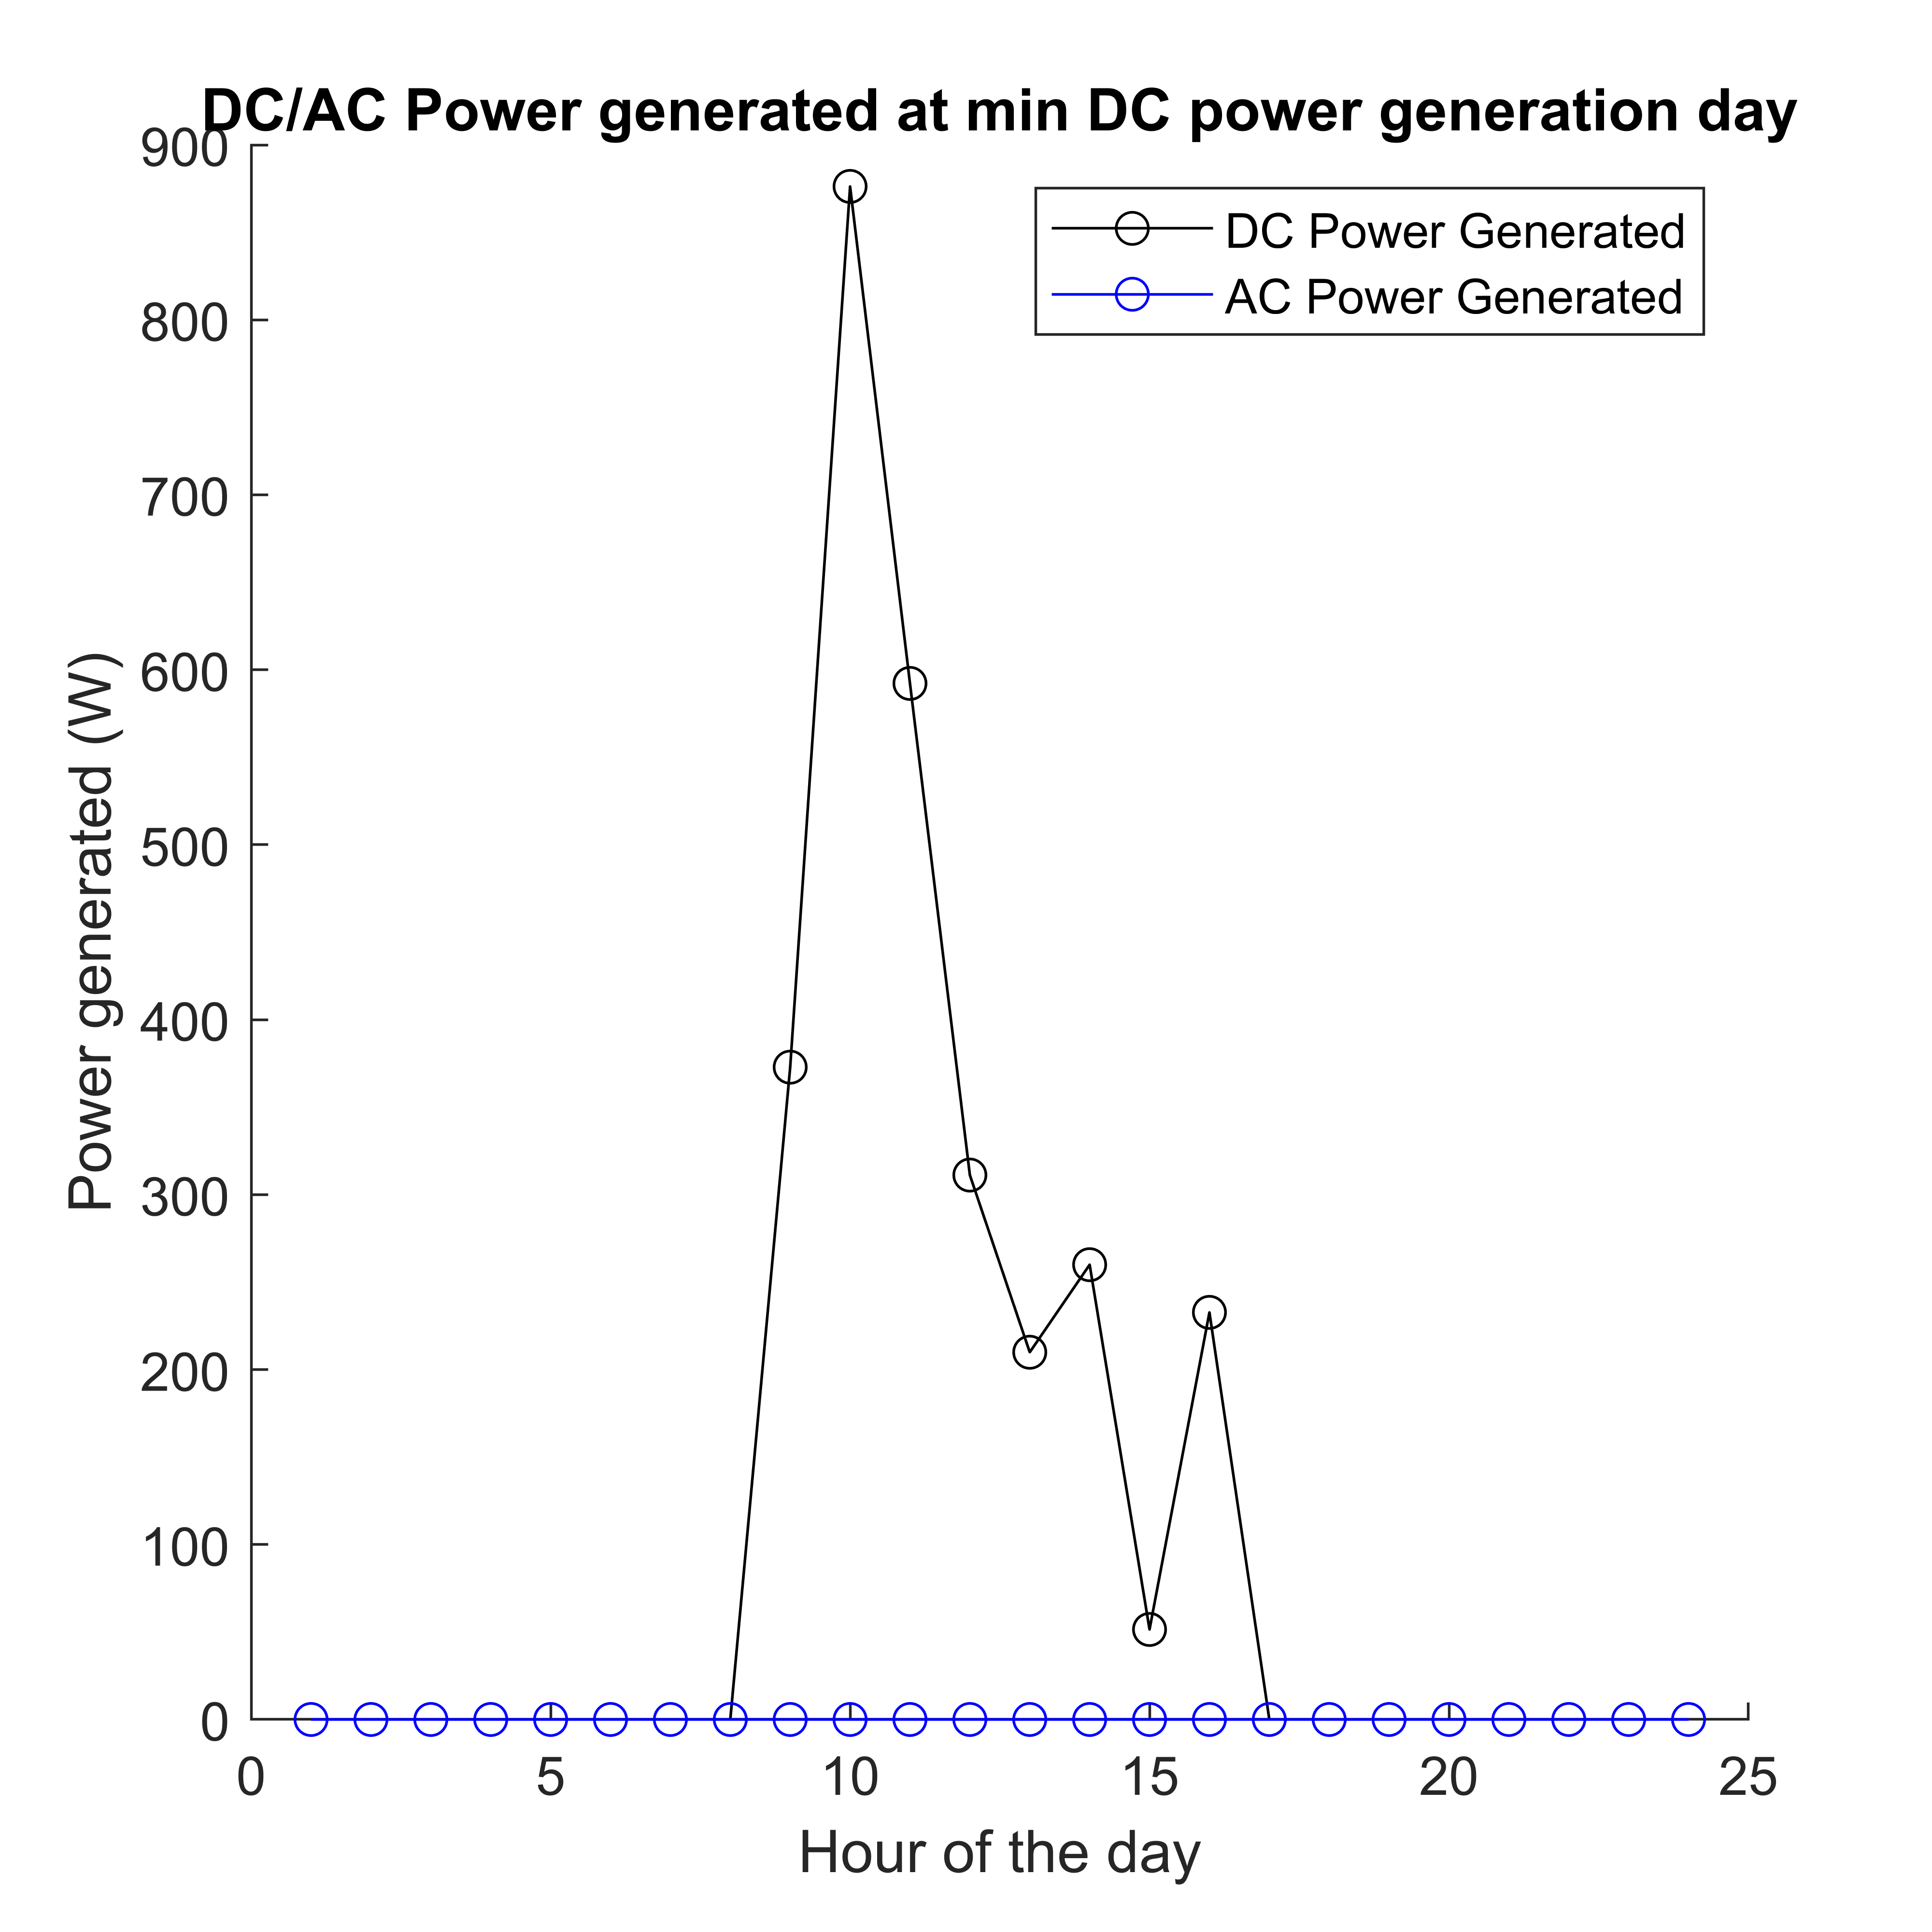 DC/AC Power generated at min DC power generation day
900
800
700
600
500
400
300
200
100
0
Power generated (W)
DC Power Generated
AC Power Generated
0 5 10 15 20 25
Hour of the day